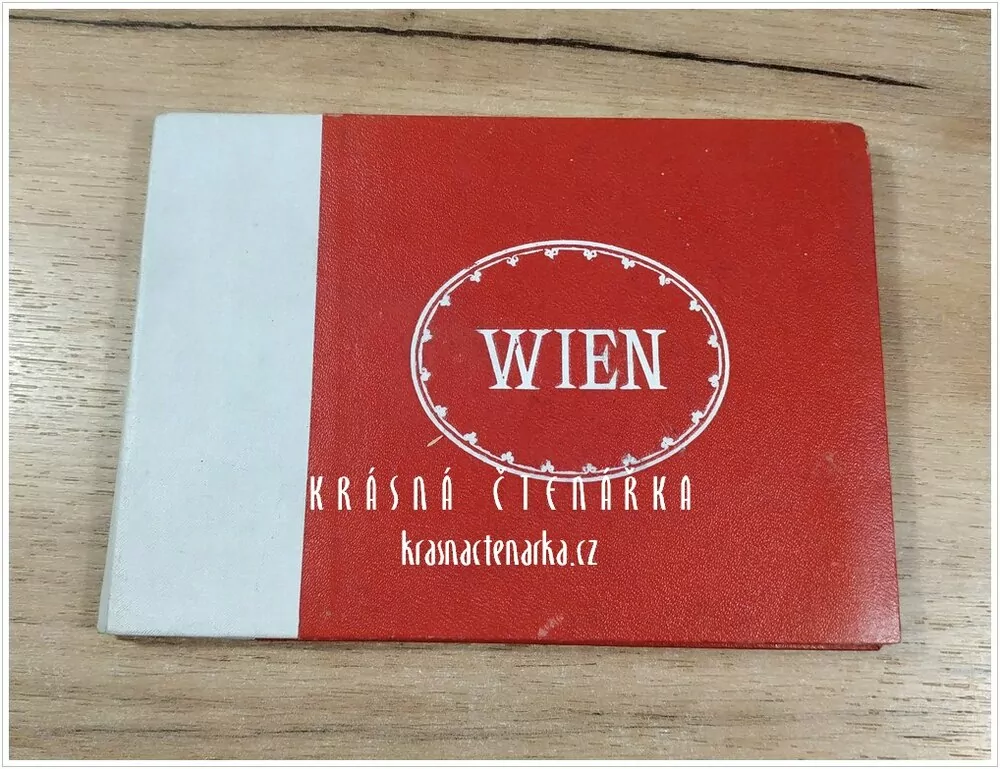 WIEN
KRÁSNÁ ČTENÁŘKA
krasnactenarka.cz